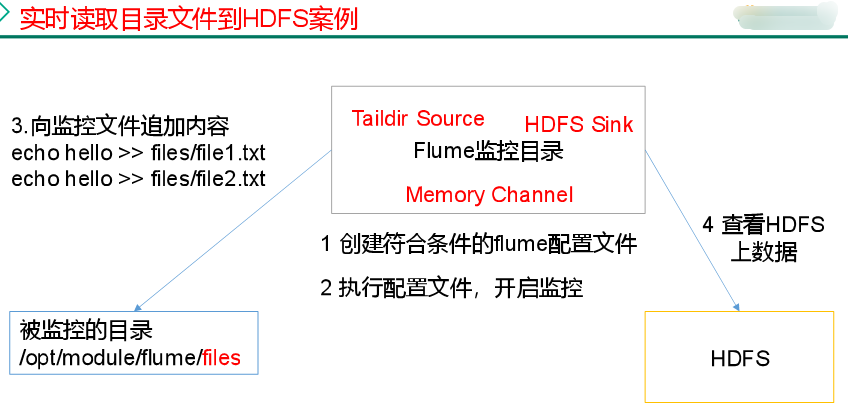 实时读取目录文件到HDFS案例
3.向监控文件追加内容
echo hello >> files/file1.txt
echo hello >> files/file2.txt
Taildir Source
HDFS Sink
Flume监控目录
Memory Channel
1 创建符合条件的flume配置文件
2 执行配置文件，开启监控
4 查看HDFS
上数据
被监控的目录
/opt/module/flume/files
HDFS